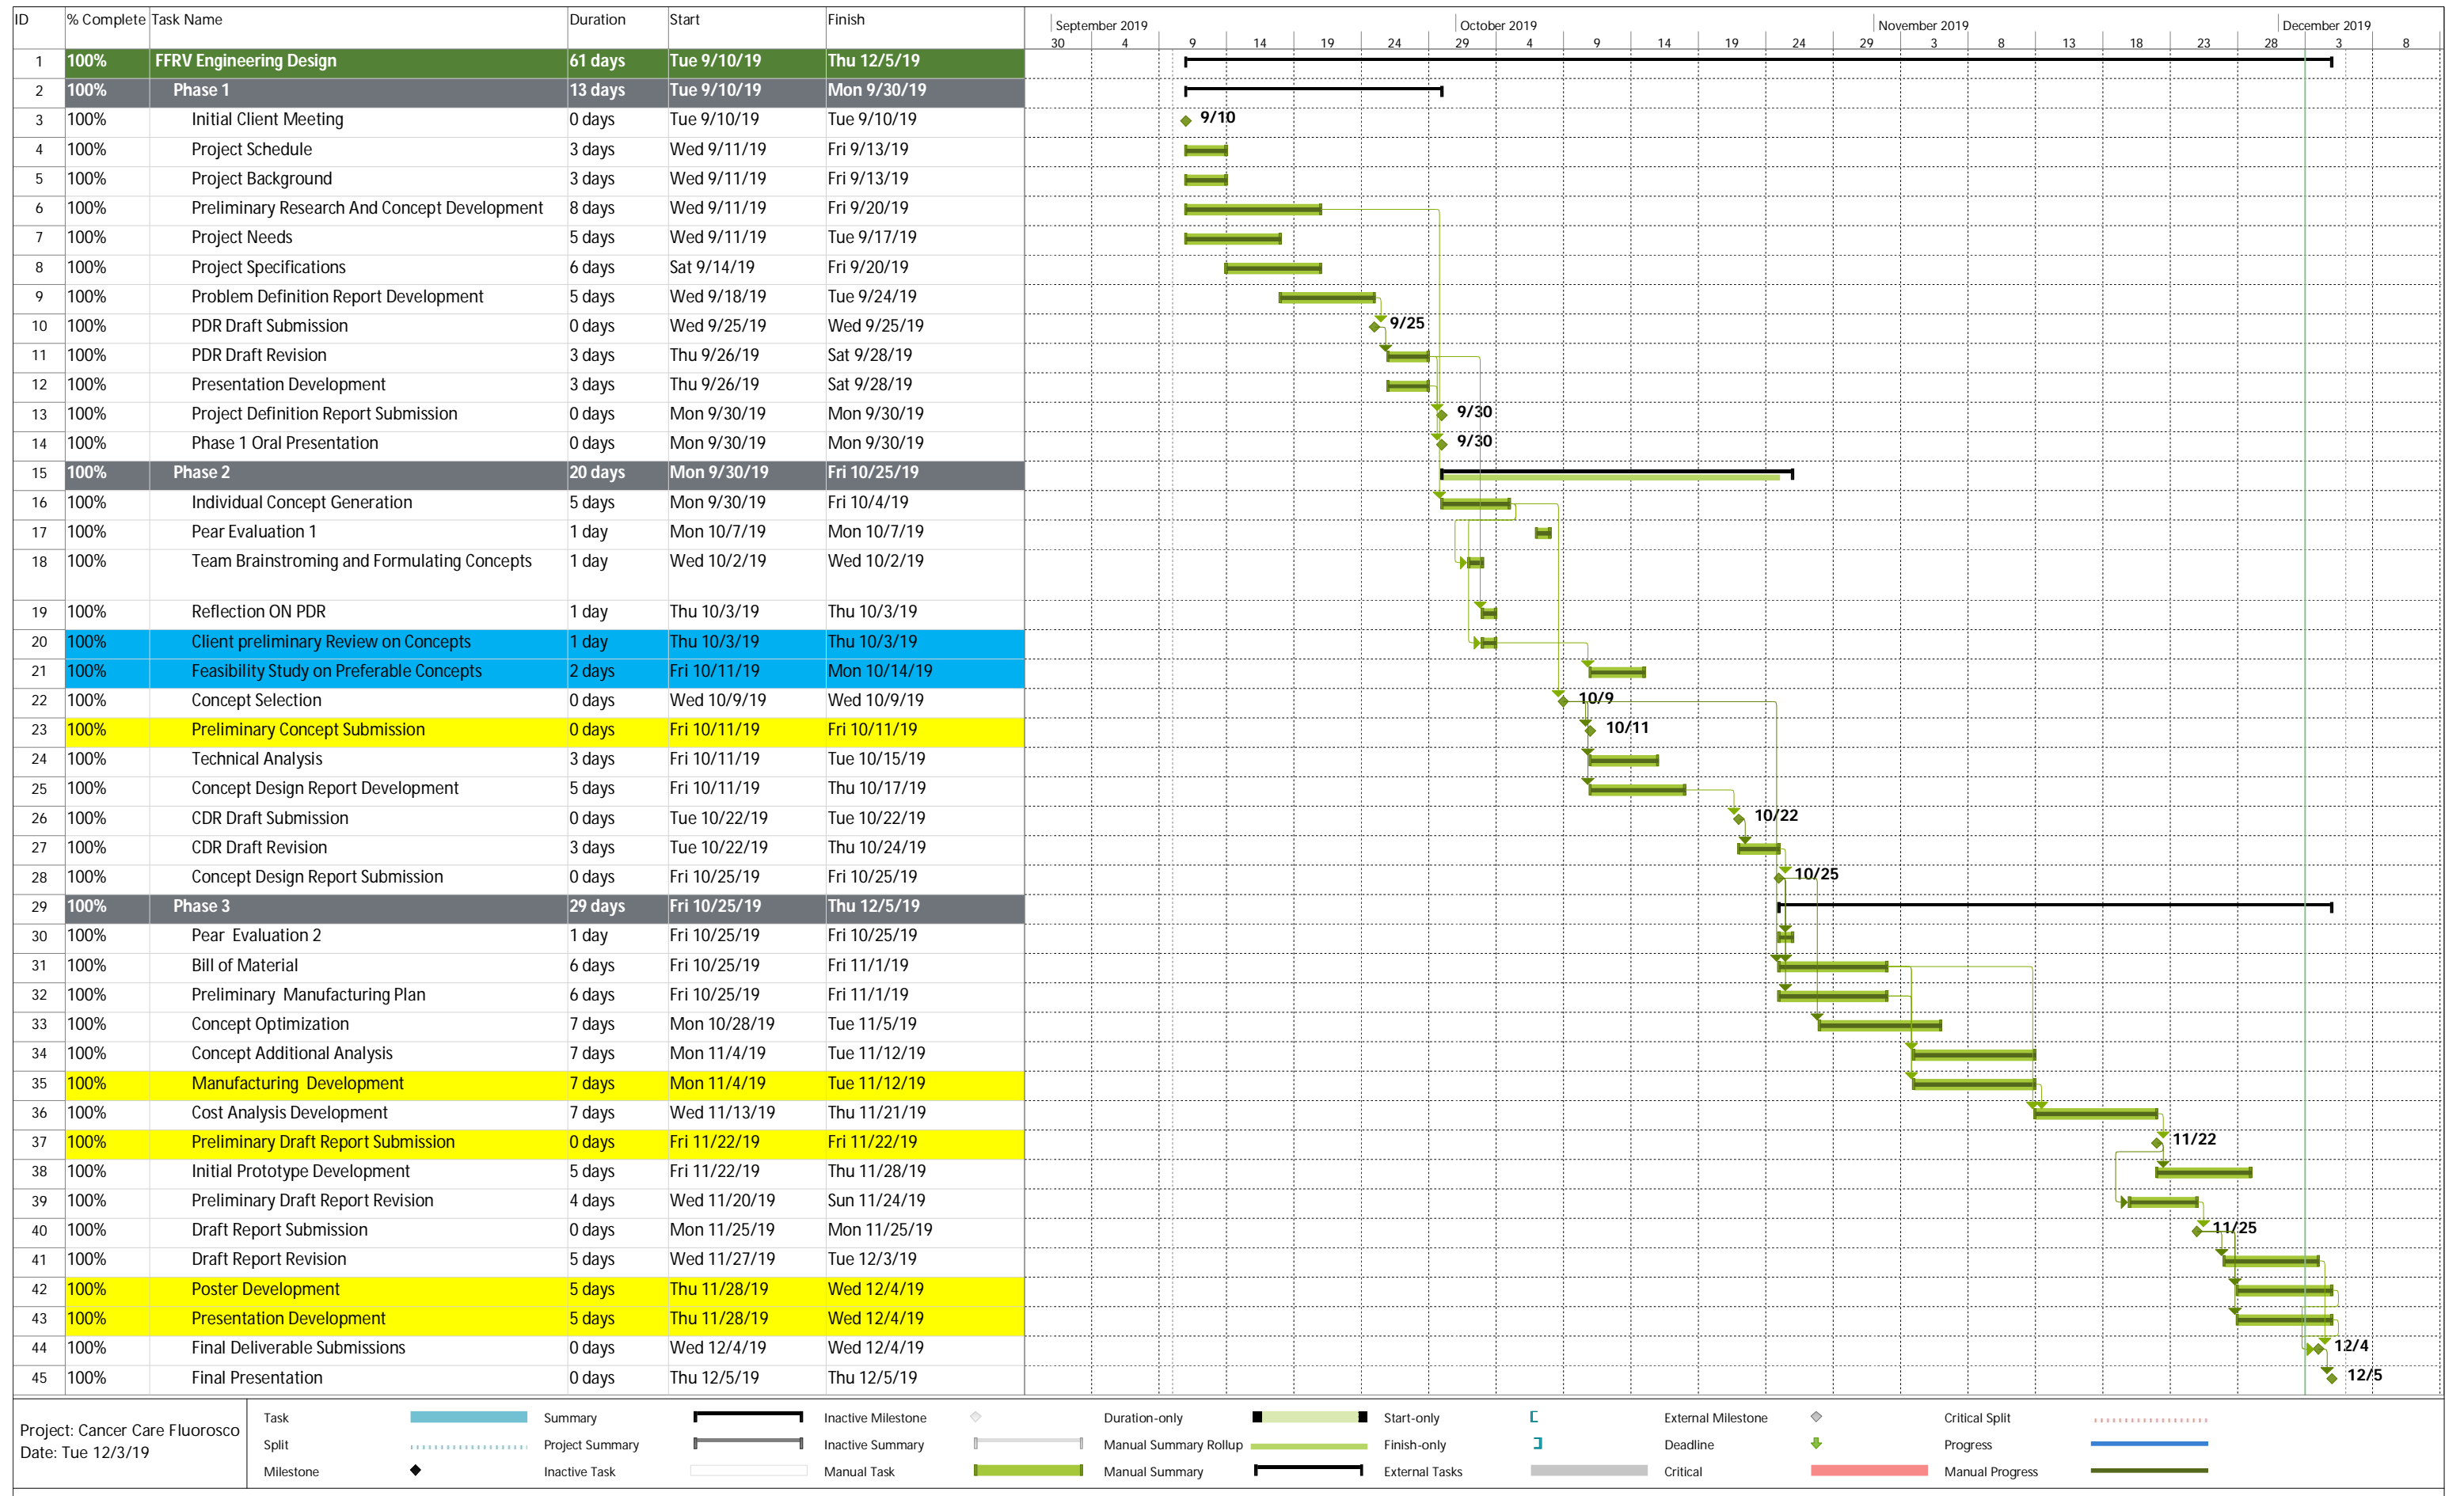 ID % Complete Task Name Duration Start Finish
September 2019 October 2019 November 2019 December 2019
30 4 9 14 19 24 29 4 9 14 19 24 29 3 8 13 18 23 28 3 8
1 100% FFRV Engineering Design 61 days Tue 9/10/19 Thu 12/5/19
2 100% Phase 1 13 days Tue 9/10/19 Mon 9/30/19
3 100% Initial Client Meeting 0 days Tue 9/10/19 Tue 9/10/19 9/10
4 100% Project Schedule 3 days Wed 9/11/19 Fri 9/13/19
5 100% Project Background 3 days Wed 9/11/19 Fri 9/13/19
6 100% Preliminary Research And Concept Development 8 days Wed 9/11/19 Fri 9/20/19
7 100% Project Needs 5 days Wed 9/11/19 Tue 9/17/19
8 100% Project Specifications 6 days Sat 9/14/19 Fri 9/20/19
9 100% Problem Definition Report Development 5 days Wed 9/18/19 Tue 9/24/19
10 100% PDR Draft Submission 0 days Wed 9/25/19 Wed 9/25/19 9/25
11 100% PDR Draft Revision 3 days Thu 9/26/19 Sat 9/28/19
12 100% Presentation Development 3 days Thu 9/26/19 Sat 9/28/19
13 100% Project Definition Report Submission 0 days Mon 9/30/19 Mon 9/30/19 9/30
14 100% Phase 1 Oral Presentation 0 days Mon 9/30/19 Mon 9/30/19 9/30
15 100% Phase 2 20 days Mon 9/30/19 Fri 10/25/19
16 100% Individual Concept Generation 5 days Mon 9/30/19 Fri 10/4/19
17 100% Pear Evaluation 1 1 day Mon 10/7/19 Mon 10/7/19
18 100% Team Brainstroming and Formulating Concepts 1 day Wed 10/2/19 Wed 10/2/19
19 100% Reflection ON PDR 1 day Thu 10/3/19 Thu 10/3/19
20 100% Client preliminary Review on Concepts 1 day Thu 10/3/19 Thu 10/3/19
21 100% Feasibility Study on Preferable Concepts 2 days Fri 10/11/19 Mon 10/14/19
22 100% Concept Selection 0 days Wed 10/9/19 Wed 10/9/19 10/9
23 100% Preliminary Concept Submission 0 days Fri 10/11/19 Fri 10/11/19 10/11
24 100% Technical Analysis 3 days Fri 10/11/19 Tue 10/15/19
25 100% Concept Design Report Development 5 days Fri 10/11/19 Thu 10/17/19
26 100% CDR Draft Submission 0 days Tue 10/22/19 Tue 10/22/19 10/22
27 100% CDR Draft Revision 3 days Tue 10/22/19 Thu 10/24/19
28 100% Concept Design Report Submission 0 days Fri 10/25/19 Fri 10/25/19 10/25
29 100% Phase 3 29 days Fri 10/25/19 Thu 12/5/19
30 100% Pear Evaluation 2 1 day Fri 10/25/19 Fri 10/25/19
31 100% Bill of Material 6 days Fri 10/25/19 Fri 11/1/19
32 100% Preliminary Manufacturing Plan 6 days Fri 10/25/19 Fri 11/1/19
33 100% Concept Optimization 7 days Mon 10/28/19 Tue 11/5/19
34 100% Concept Additional Analysis 7 days Mon 11/4/19 Tue 11/12/19
35 100% Manufacturing Development 7 days Mon 11/4/19 Tue 11/12/19
36 100% Cost Analysis Development 7 days Wed 11/13/19 Thu 11/21/19
37 100% Preliminary Draft Report Submission 0 days Fri 11/22/19 Fri 11/22/19 11/22
38 100% Initial Prototype Development 5 days Fri 11/22/19 Thu 11/28/19
39 100% Preliminary Draft Report Revision 4 days Wed 11/20/19 Sun 11/24/19
40 100% Draft Report Submission 0 days Mon 11/25/19 Mon 11/25/19 11/25
41 100% Draft Report Revision 5 days Wed 11/27/19 Tue 12/3/19
42 100% Poster Development 5 days Thu 11/28/19 Wed 12/4/19
43 100% Presentation Development 5 days Thu 11/28/19 Wed 12/4/19
44 100% Final Deliverable Submissions 0 days Wed 12/4/19 Wed 12/4/19 12/4
45 100% Final Presentation 0 days Thu 12/5/19 Thu 12/5/19 12/5
Project: Cancer Care Fluorosco
Date: Tue 12/3/19
Task Summary Inactive Milestone Duration-only Start-only External Milestone Critical Split
Split Project Summary Inactive Summary Manual Summary Rollup Finish-only Deadline Progress
Milestone Inactive Task Manual Task Manual Summary External Tasks Critical Manual Progress